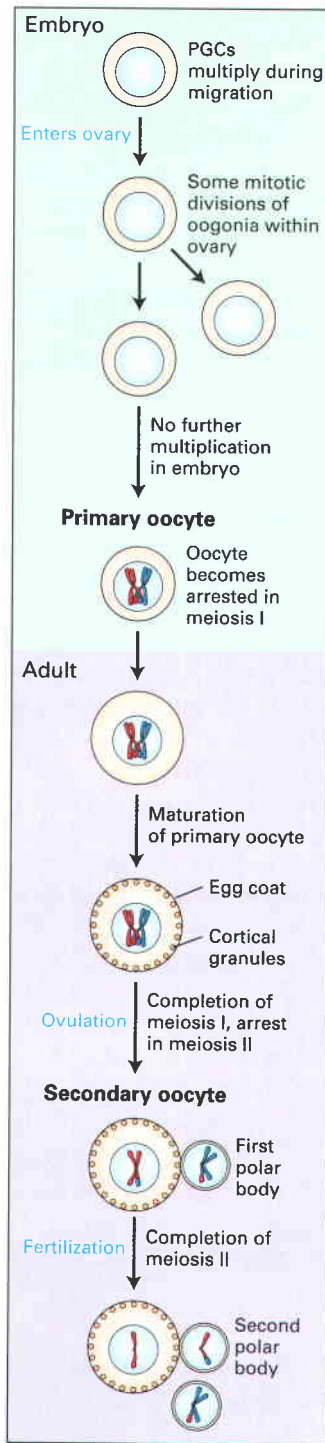 Embryo
PGCs
multiply during
migration
Enters ovary
Some mitotic
divisions of
oogonia within
ovary
No further
multiplication
in embryo
Primary oocyte
Oocyte
becomes
arrested in
meiosis I
Adult
Maturation
of primary oocyte
Egg coat
Cortical
granules
Ovulation
Completion of
meiosis I, arrest
in meiosis II
Secondary oocyte
First
polar
body
Fertilization
Completion of
meiosis II
Second
polar
body